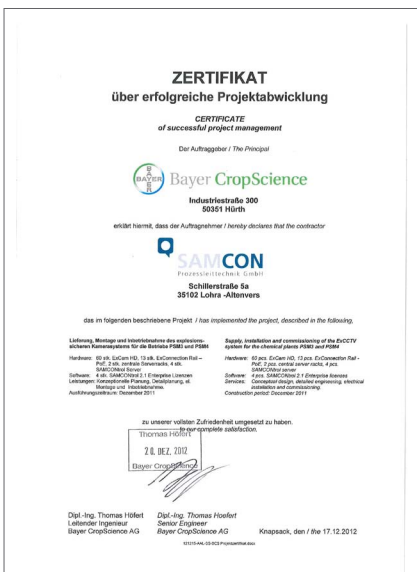 ZERTIFIKAT
über erfolgreiche Projektabwicklung
CERTIFICATE
of successful project management
Der Auftraggeber / The Principal
BAYER
BAYER
Bayer CropScience
Industriestraße 300
50351 Hürth
erklärt hiermit, dass der Auftragnehmer / hereby declares that the contractor
SAMCON
Prozessleittechnik GmbH
Schillerstraße 5a
35102 Lohra -Altenvers
das im folgenden beschriebene Projekt / has implemented the project, described in the following,
Lieferung, Montage und Inbetriebnahme des explosions-
sicheren Kamerasystems für die Betriebe PSM3 und PSM4
Hardware: 60 stk. ExCam HD, 13 stk. ExConnection Rail –
PoE, 2 stk. zentrale Serverracks, 4 stk.
SAMCONtrol Server
Software: 4 stk. SAMCONtrol 2.1 Enterprise Lizenzen
Leistungen: Konzeptionelle Planung, Detailplanung, el.
Montage und Inbetriebnahme.
Ausführungszeitraum: Dezember 2011
Supply, installation and commissioning of the ExCCTV
system for the chemical plants PSM3 and PSM4
Hardware: 60 pcs. ExCam HD, 13 pcs. ExConnection Rail -
PoE, 2 pcs. central server racks, 4 pcs.
SAMCONtrol server
Software: 4 pcs. SAMCONtrol 2.1 Enterprise licenses
Services: Conceptual design, detailed engineering, electrical
installation and commissioning.
Construction period: December 2011
zu unserer vollsten Zufriedenheit umgesetzt zu haben.
to our complete satisfaction.
Thomas Höfert
20. DEZ. 2012
Bayer CropScience
Dipl.-Ing. Thomas Höfert
Leitender Ingenieur
Bayer CropScience AG
Dipl.-Ing. Thomas Hoefert
Senior Engineer
Bayer CropScience AG
Knapsack, den / the 17.12.2012